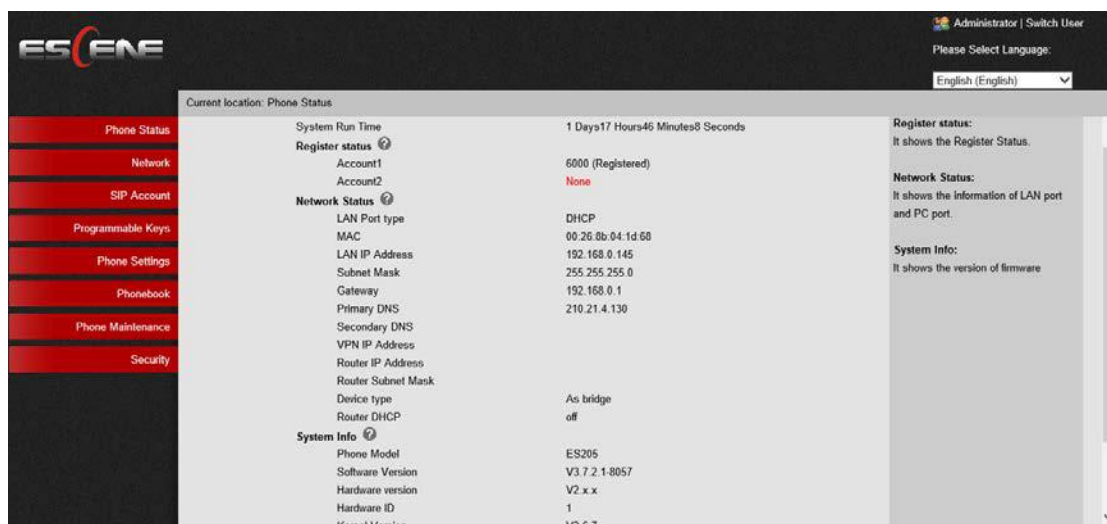 ESCENE
Administrator | Switch User
Please Select Language:
English (English)
Current location: Phone Status
Phone Status
Network
SIP Account
Programmable Keys
Phone Settings
Phonebook
Phone Maintenance
Security
System Run Time 1 Days17 Hours46 Minutes8 Seconds
Register status
Account1 6000 (Registered)
Account2 None
Network Status
LAN Port type DHCP
MAC 00:26:8b:04:1d:68
LAN IP Address 192.168.0.145
Subnet Mask 255.255.255.0
Gateway 192.168.0.1
Primary DNS 210.21.4.130
Secondary DNS
VPN IP Address
Router IP Address
Router Subnet Mask
Device type As bridge
Router DHCP off
System Info
Phone Model ES205
Software Version V3.7.2.1-8057
Hardware version V2.x.x
Hardware ID 1
Register status:
It shows the Register Status.
Network Status:
It shows the information of LAN port
and PC port.
System Info:
It shows the version of firmware